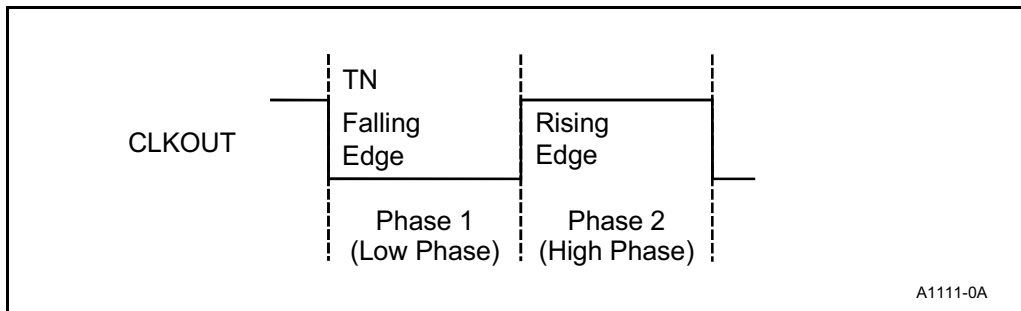 TN
CLKOUT
Falling
Edge
Rising
Edge
Phase 1
(Low Phase)
Phase 2
(High Phase)
A1111-0A